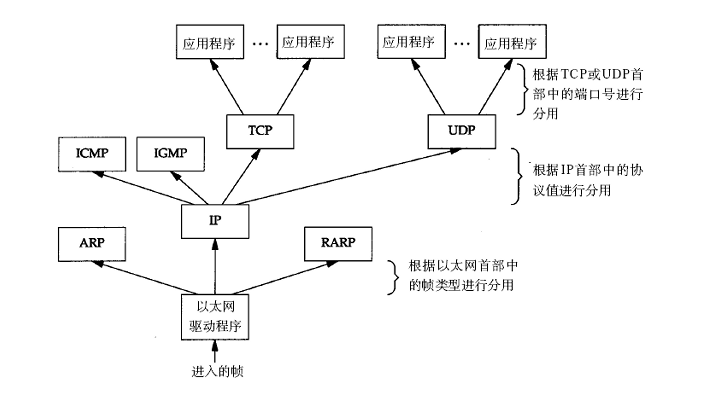 应用程序 … 应用程序 应用程序 … 应用程序
根据TCP或UDP首
部中的端口号进行
分用
TCP UDP
ICMP IGMP
根据IP首部中的协
议值进行分用
IP
ARP RARP
根据以太网首部中
的帧类型进行分用
以太网
驱动程序
进入的帧